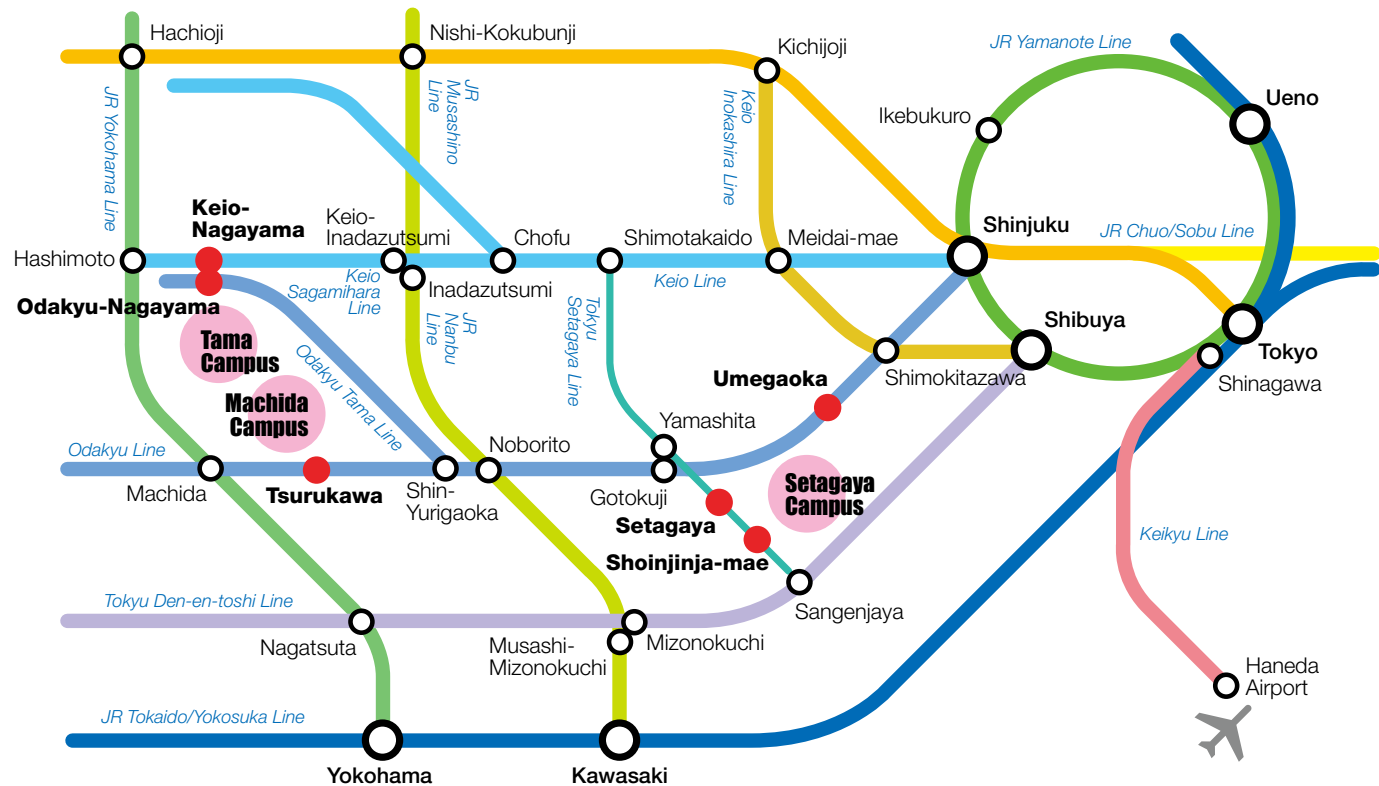 Hachioji
Nishi-Kokubunji
Kichijoji
JR Yamanote Line
Ueno
Ikebukuro
JR Yokohama Line
JR
Musashino
Line
Keio
Inokashira Line
Keio-
Nagayama
Keio-
Inadazutsumi
Chofu
Shimotakaido
Meidai-mae
Shinjuku
JR Chuo/Sobu Line
Hashimoto
Keio
Sagamihara
Line
Inadazutsumi
Keio Line
Odakyu-Nagayama
Tokyu
Setagaya Line
JR
Nanbu
Line
Shibuya
Tokyo
Tama
Campus
Odakyu Tama Line
Umegaoka
Shimokitazawa
Shinagawa
Machida
Campus
Yamashita
Odakyu Line
Noborito
Machida
Tsurukawa
Shin-
Yurigaoka
Gotokuji
Setagaya
Campus
Setagaya
Keikyu Line
Shoinjinja-mae
Tokyu Den-en-toshi Line
Sangenjaya
Nagatsuta
Musashi-
Mizonokuchi
Mizonokuchi
Haneda
Airport
JR Tokaido/Yokosuka Line
Yokohama
Kawasaki